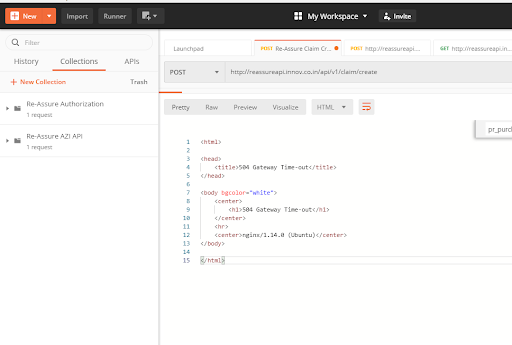 New
Import
Runner
My Workspace
Invite
Filter
History
Collections
APIs
New Collection
Trash
Re-Assure Authorization
1 request
Re-Assure AZI API
1 request
Launchpad
POST Re-Assure Claim Cr...
POST http://reassureapi....
GET http://reassureapi.in...
POST
http://reassureapi.innov.co.in/api/v1/claim/create
Pretty
Raw
Preview
Visualize
HTML
pr_purd
1 <html>
2
3 <head>
4 <title>504 Gateway Time-out</title>
5 </head>
6
7 <body bgcolor="white">
8 <center>
9 <h1>504 Gateway Time-out</h1>
10 </center>
11 <hr>
12 <center>nginx/1.14.0 (Ubuntu)</center>
13 </body>
14
15 </html>